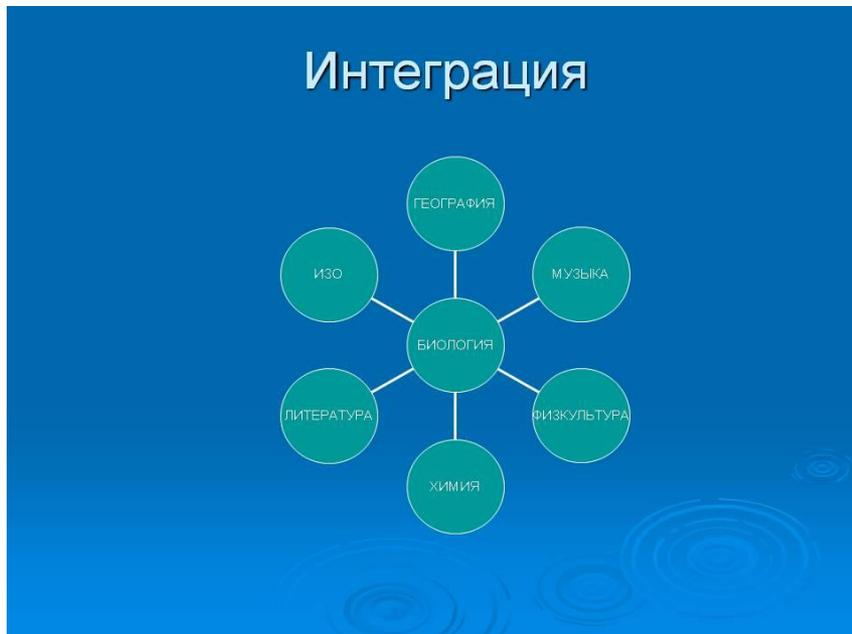 Интеграция
ГЕОГРАФИЯ
ИЗО
МУЗЫКА
БИОЛОГИЯ
ЛИТЕРАТУРА
ФИЗКУЛЬТУРА
ХИМИЯ